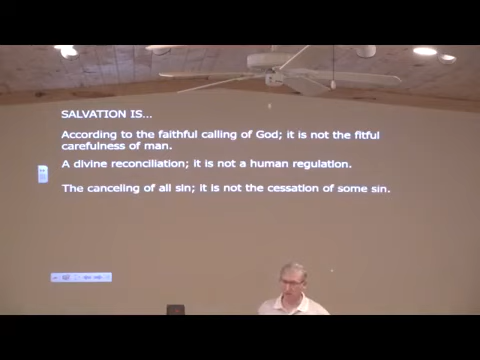 SALVATION IS...
According to the faithful calling of God; it is not the fitful
carefulness of man.
A divine reconciliation; it is not a human regulation.
The canceling of all sin; it is not the cessation of some sin.